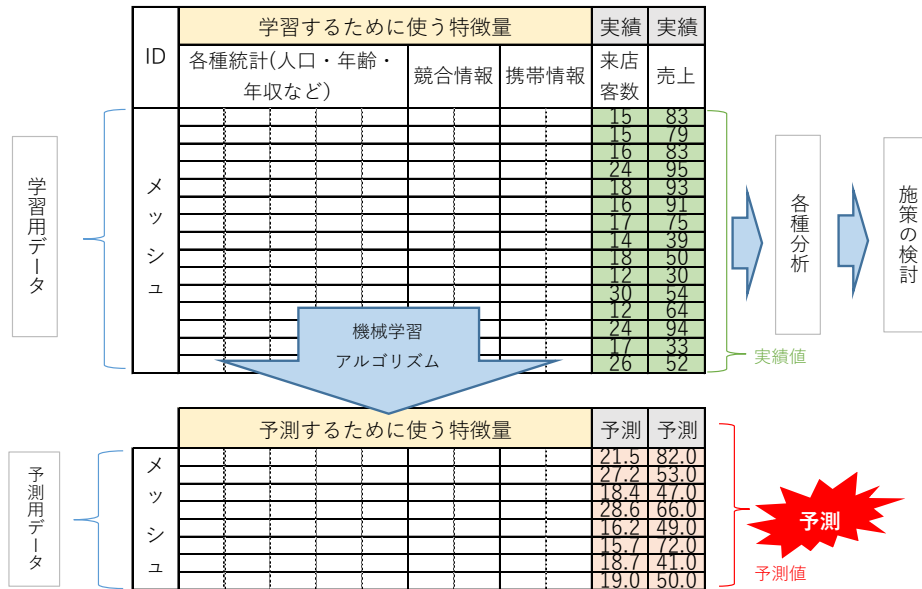 学習するために使う特徴量 実績 実績
ID
各種統計(人口・年齢・
年収など)
競合情報 携帯情報
来店
客数
売上
学習用データ
メッシュ
15 83
15 79
16 83
24 95
18 93
16 91
17 75
14 39
18 50
12 30
30 54
12 64
24 94
17 33
26 52
機械学習
アルゴリズム
実績値
各種分析
施策の検討
予測するために使う特徴量 予測 予測
予測用データ
メッシュ
21.5 82.0
27.2 53.0
18.4 47.0
28.6 66.0
16.2 49.0
15.7 72.0
18.7 41.0
19.0 50.0
予測
予測値